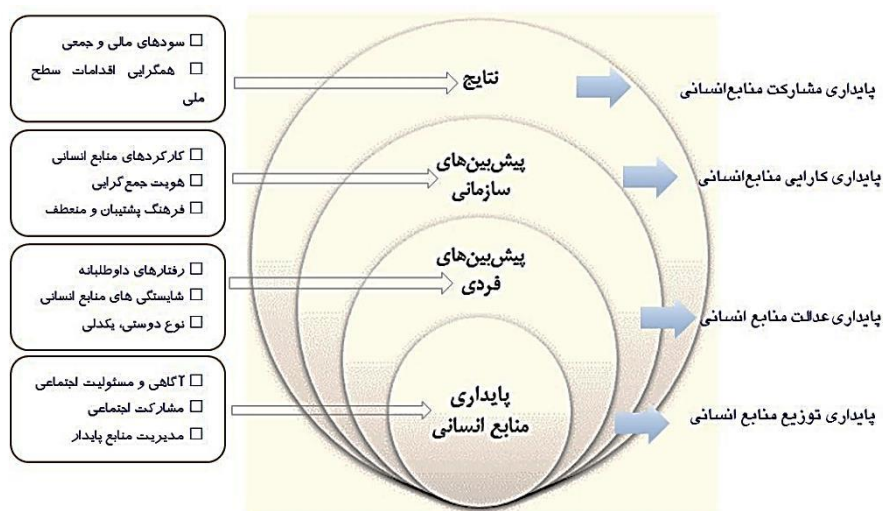 ☐ سودهای مالی و جمعی
☐ همگرایی اقدامات سطح
ملی
نتایج
پایداری مشارکت منابع‌انسانی
☐ کارکردهای منابع انسانی
☐ هویت جمع‌گرایی
☐ فرهنگ پشتیبان و منعطف
پیش‌بین‌های
سازمانی
پایداری کارایی منابع‌انسانی
☐ رفتارهای داوطلبانه
☐ شایستگی های منابع انسانی
☐ نوع دوستی، یکدلی
پیش‌بین‌های
فردی
پایداری عدالت منابع انسانی
☐ آگاهی و مسئولیت اجتماعی
☐ مشارکت اجتماعی
☐ مدیریت منابع پایدار
پایداری
منابع انسانی
پایداری توزیع منابع انسانی